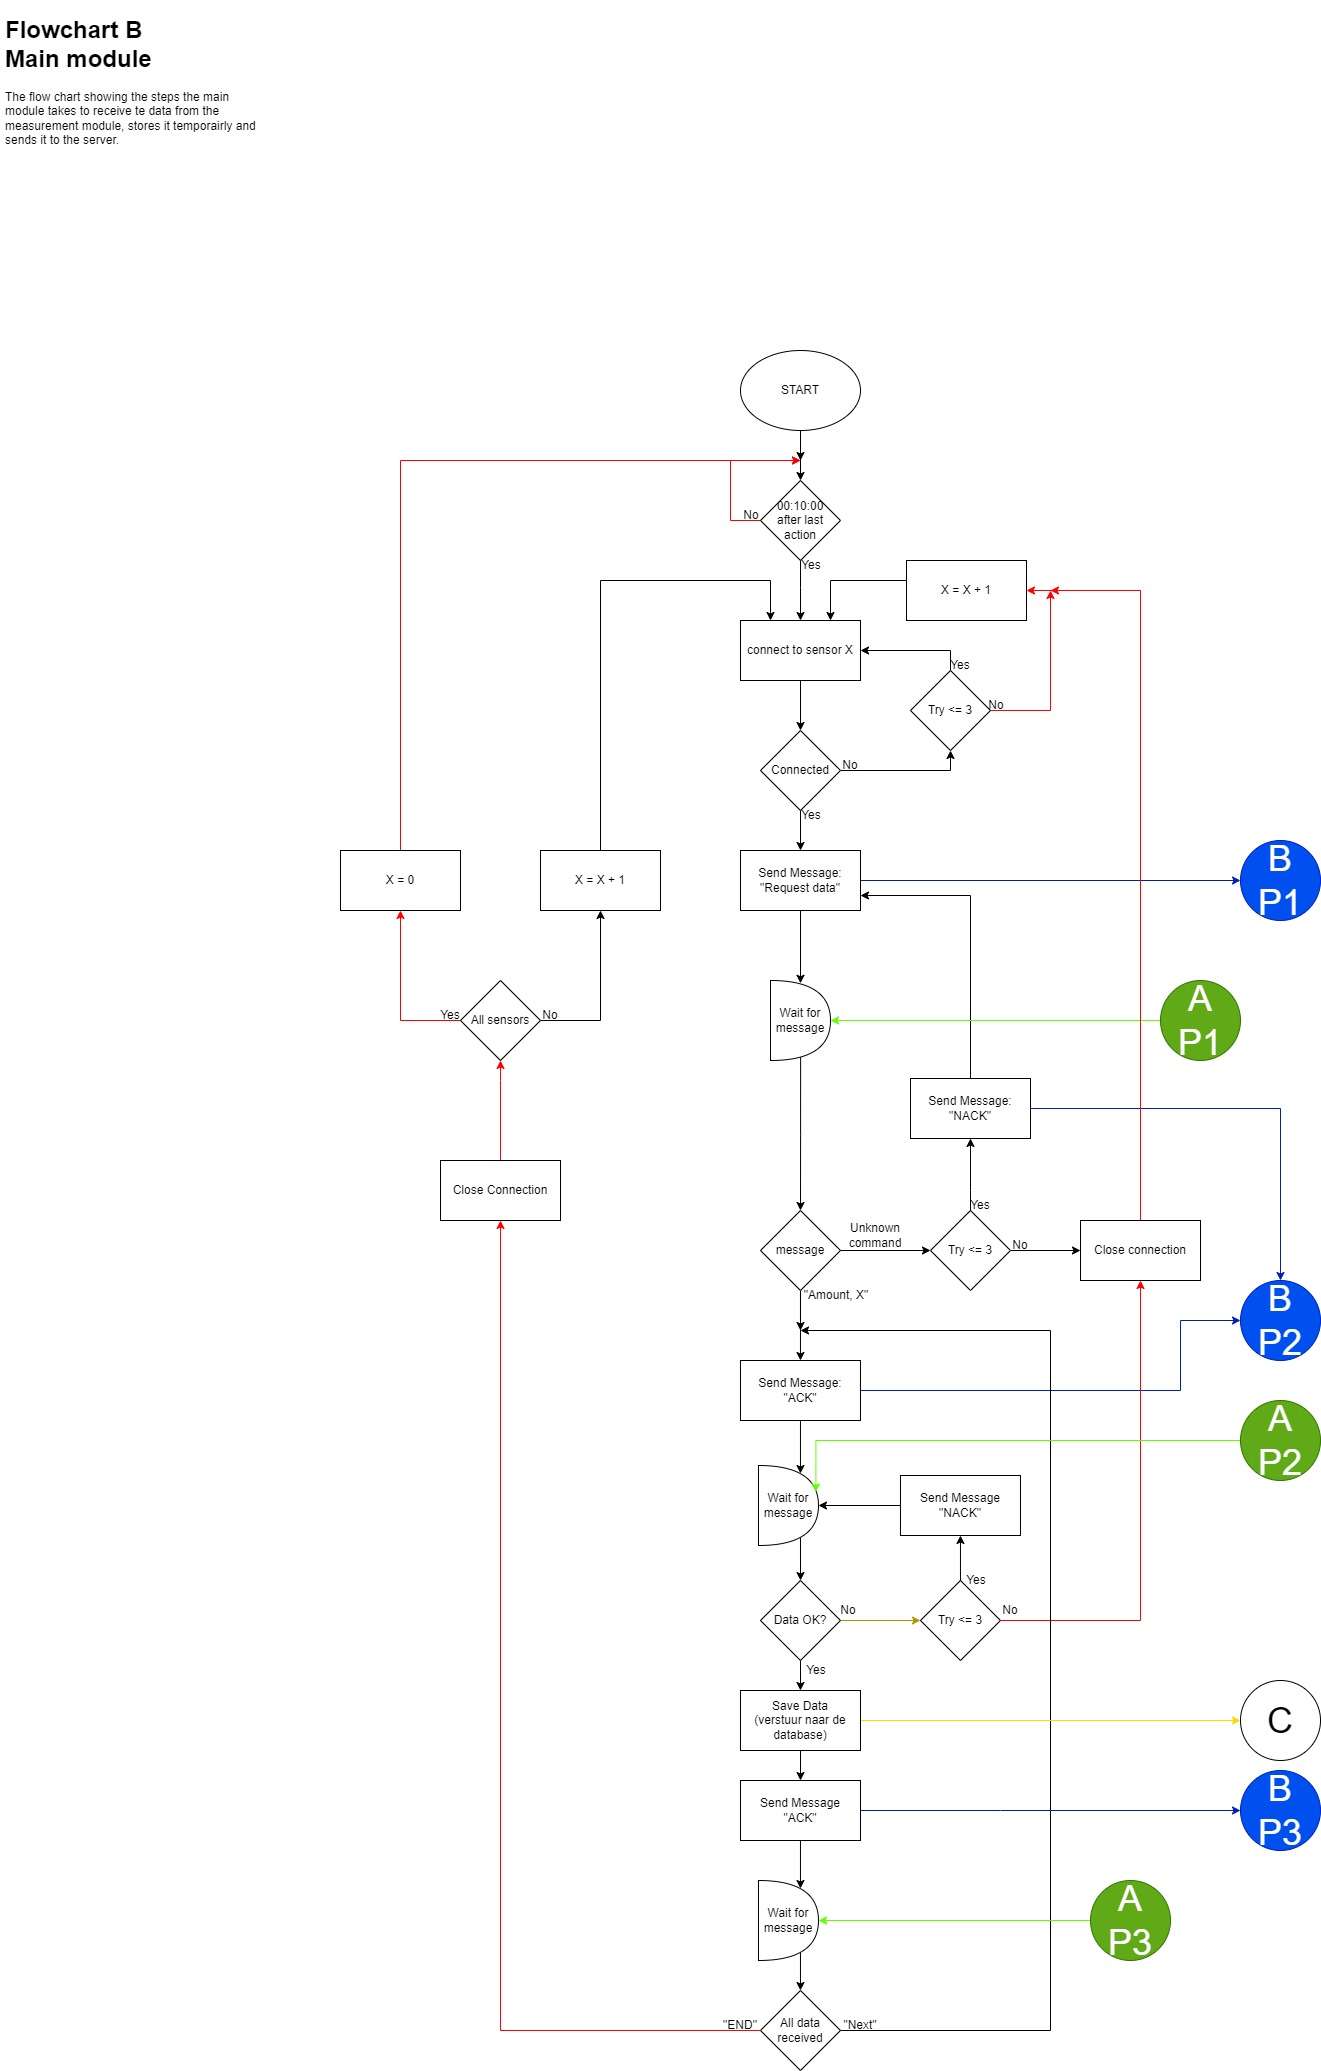 Flowchart B
Main module
The flow chart showing the steps the main
module takes to receive te data from the
measurement module, stores it temporairly and
sends it to the server.
START
00:10:00
after last
action
No
Yes
X = X + 1
connect to sensor X
Yes
Try <= 3
No
Connected
No
Yes
X = 0
X = X + 1
Send Message:
"Request data"
B
P1
Yes
All sensors
No
Wait for
message
A
P1
Send Message:
"NACK"
Close Connection
Yes
Unknown
command
message
Try <= 3
No
Close connection
"Amount, X"
B
P2
Send Message:
"ACK"
A
P2
Wait for
message
Send Message
"NACK"
Yes
Data OK?
No
Try <= 3
No
Yes
Save Data
(verstuur naar de
database)
C
Send Message
"ACK"
B
P3
Wait for
message
A
P3
"END"
All data
received
"Next"